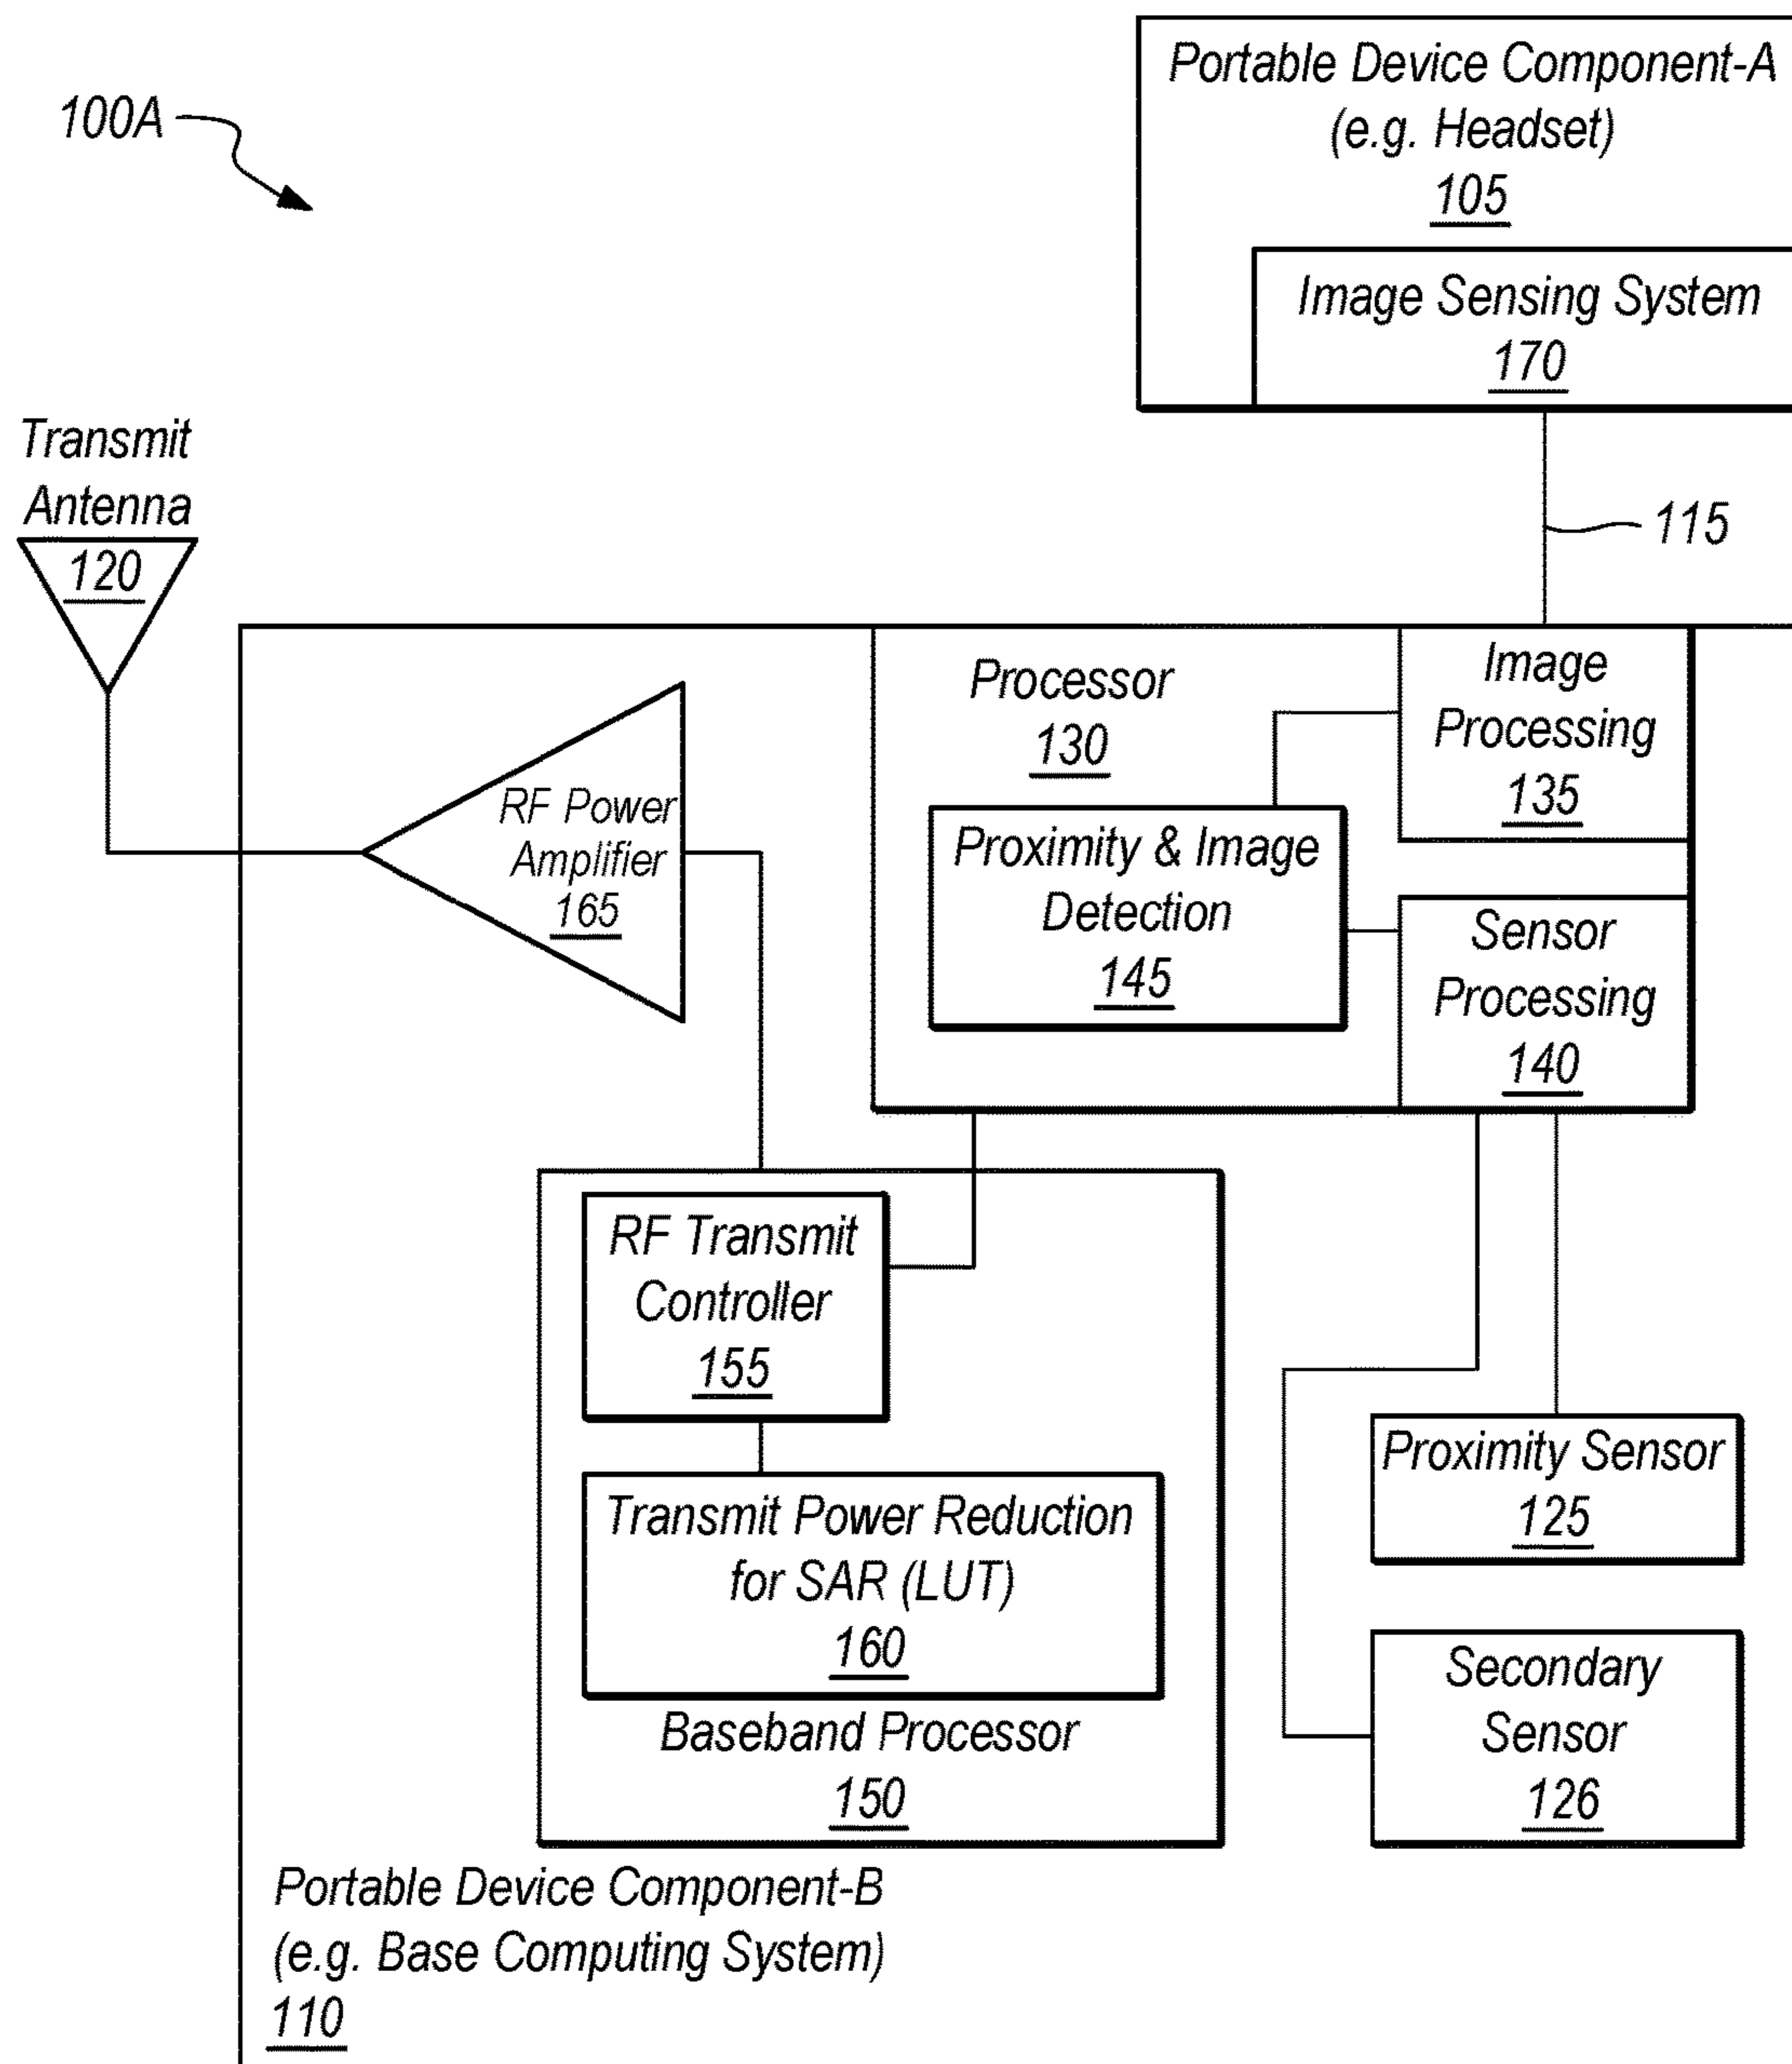 100A
Portable Device Component-A
(e.g. Headset)
105
Image Sensing System
170
Transmit
Antenna
120
115
Processor
130
Image
Processing
135
RF Power
Amplifier
165
Proximity & Image
Detection
145
Sensor
Processing
140
RF Transmit
Controller
155
Transmit Power Reduction
for SAR (LUT)
160
Baseband Processor
150
Proximity Sensor
125
Secondary
Sensor
126
Portable Device Component-B
(e.g. Base Computing System)
110